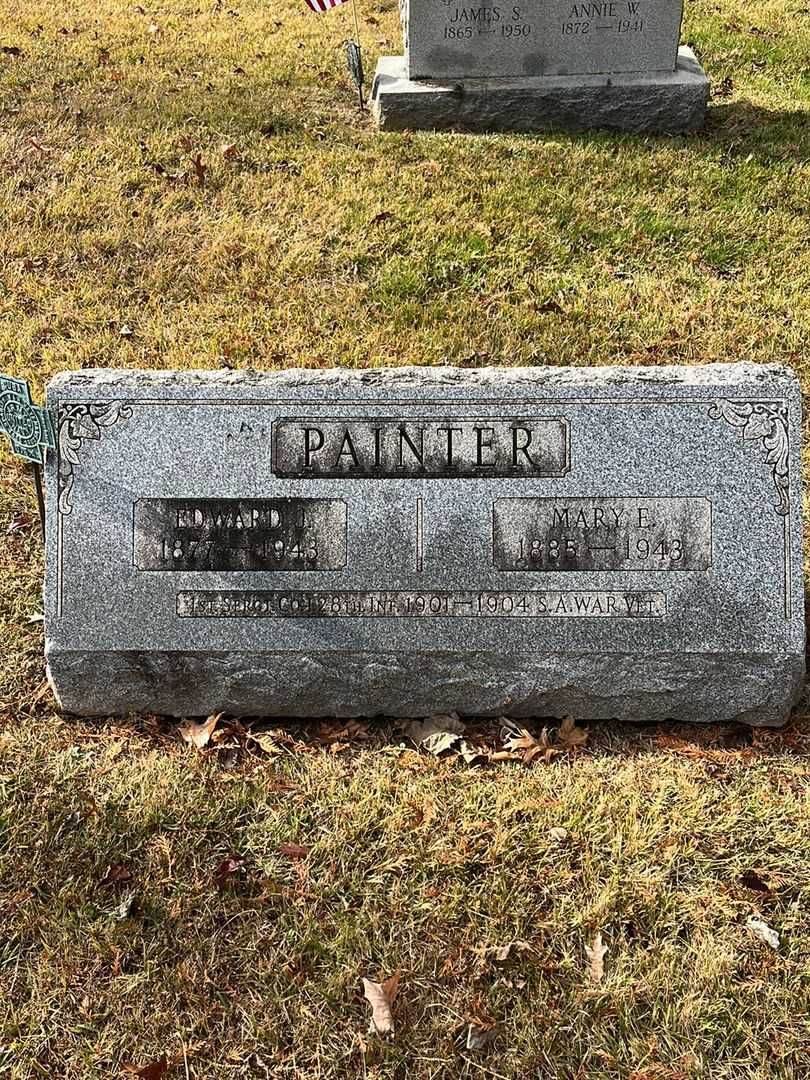 JAMES S. ANNIE W.
1865 — 1950 1872 — 1941
PAINTER
EDWARD J. MARY E.
1877 — 1943 1885 — 1943
1ST SERGT. CO. I 28TH. INF. 1901 — 1904 S. A. WAR VET.